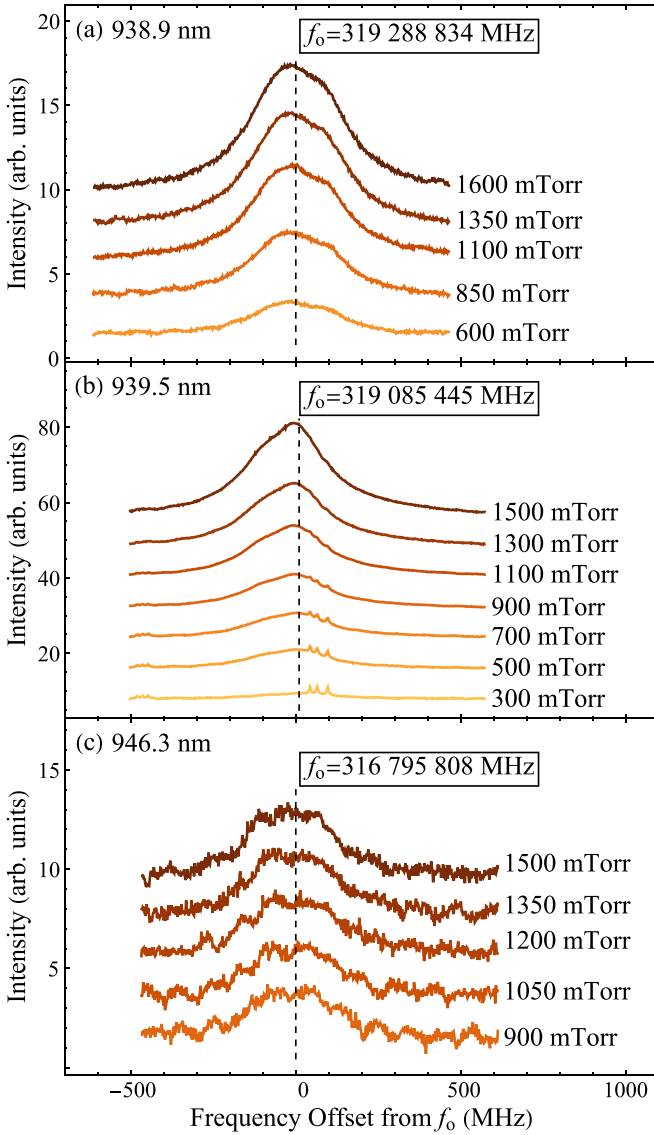 (a) 938.9 nm
fₒ=319 288 834 MHz
20
15
10
5
0
Intensity (arb. units)
1600 mTorr
1350 mTorr
1100 mTorr
850 mTorr
600 mTorr
(b) 939.5 nm
fₒ=319 085 445 MHz
80
60
40
20
Intensity (arb. units)
1500 mTorr
1300 mTorr
1100 mTorr
900 mTorr
700 mTorr
500 mTorr
300 mTorr
(c) 946.3 nm
fₒ=316 795 808 MHz
15
10
5
Intensity (arb. units)
1500 mTorr
1350 mTorr
1200 mTorr
1050 mTorr
900 mTorr
−500 0 500 1000
Frequency Offset from fₒ (MHz)